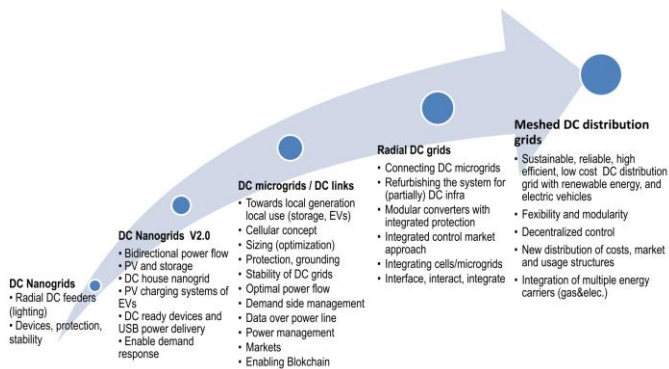 DC Nanogrids
• Radial DC feeders
(lighting)
• Devices, protection,
stability
DC Nanogrids V2.0
• Bidirectional power flow
• PV and storage
• DC house nanogrid
• PV charging systems of
EVs
• DC ready devices and
USB power delivery
• Enable demand
response
DC microgrids / DC links
• Towards local generation
local use (storage, EVs)
• Cellular concept
• Sizing (optimization)
• Protection, grounding
• Stability of DC grids
• Optimal power flow
• Demand side management
• Data over power line
• Power management
• Markets
• Enabling Blokchain
Radial DC grids
• Connecting DC microgrids
• Refurbishing the system for
(partially) DC infra
• Modular converters with
integrated protection
• Integrated control market
approach
• Integrating cells/microgrids
• Interface, interact, integrate
Meshed DC distribution
grids
• Sustainable, reliable, high
efficient, low cost DC distribution
grid with renewable energy, and
electric vehicles
• Fexibility and modularity
• Decentralized control
• New distribution of costs, market
and usage structures
• Integration of multiple energy
carriers (gas&elec.)